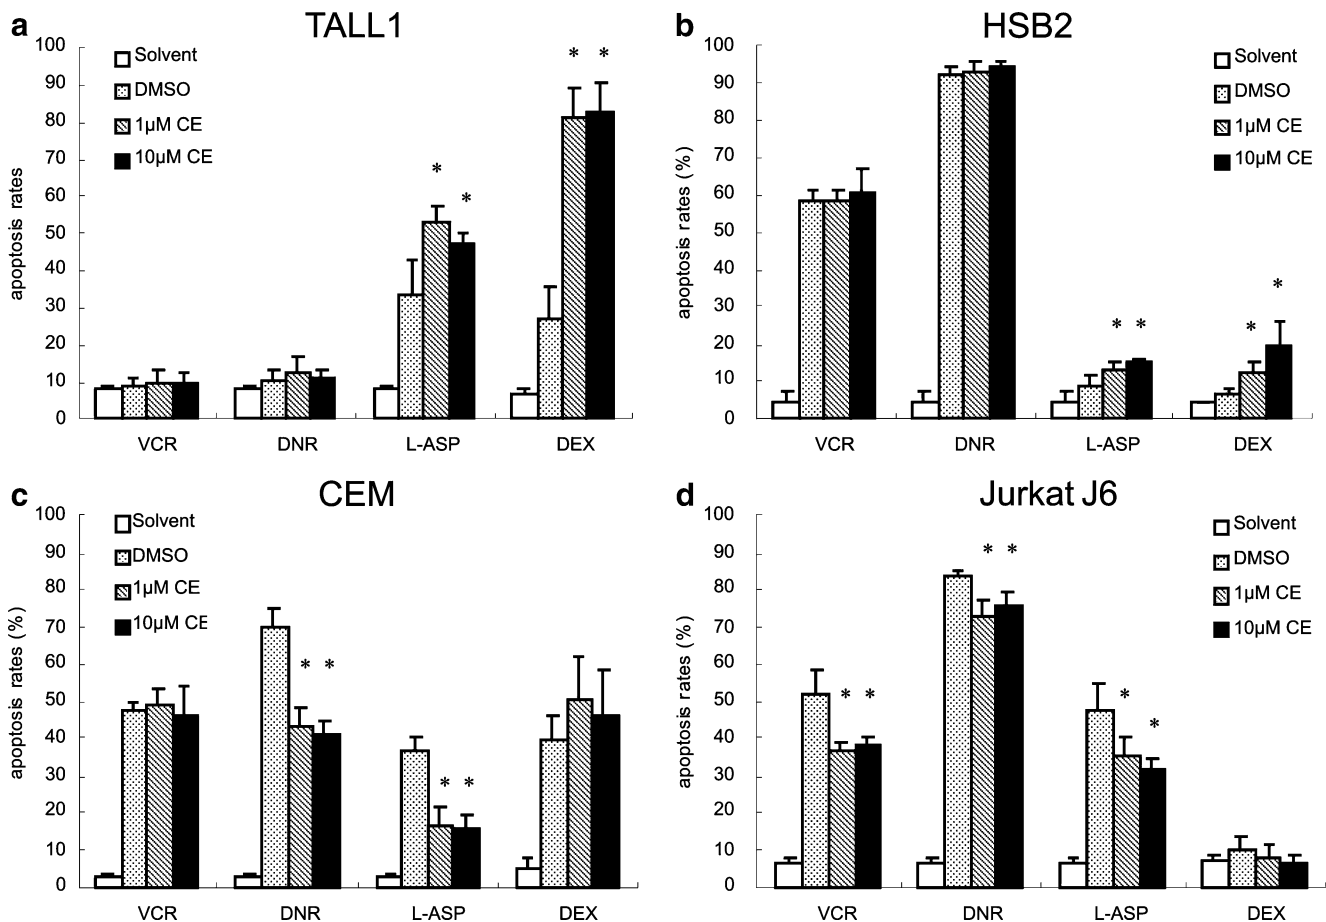 a TALL1
100
90
80
70
60
50
40
30
20
10
0
apoptosis rates
Solvent
DMSO
1μM CE
10μM CE
* *
* *
VCR DNR L-ASP DEX
b HSB2
100
90
80
70
60
50
40
30
20
10
0
apoptosis rates (%)
Solvent
DMSO
1μM CE
10μM CE
* * * *
VCR DNR L-ASP DEX
c CEM
100
90
80
70
60
50
40
30
20
10
0
apoptosis rates (%)
Solvent
DMSO
1μM CE
10μM CE
* * * *
VCR DNR L-ASP DEX
d Jurkat J6
100
90
80
70
60
50
40
30
20
10
0
apoptosis rates (%)
Solvent
DMSO
1μM CE
10μM CE
* * * * * *
VCR DNR L-ASP DEX